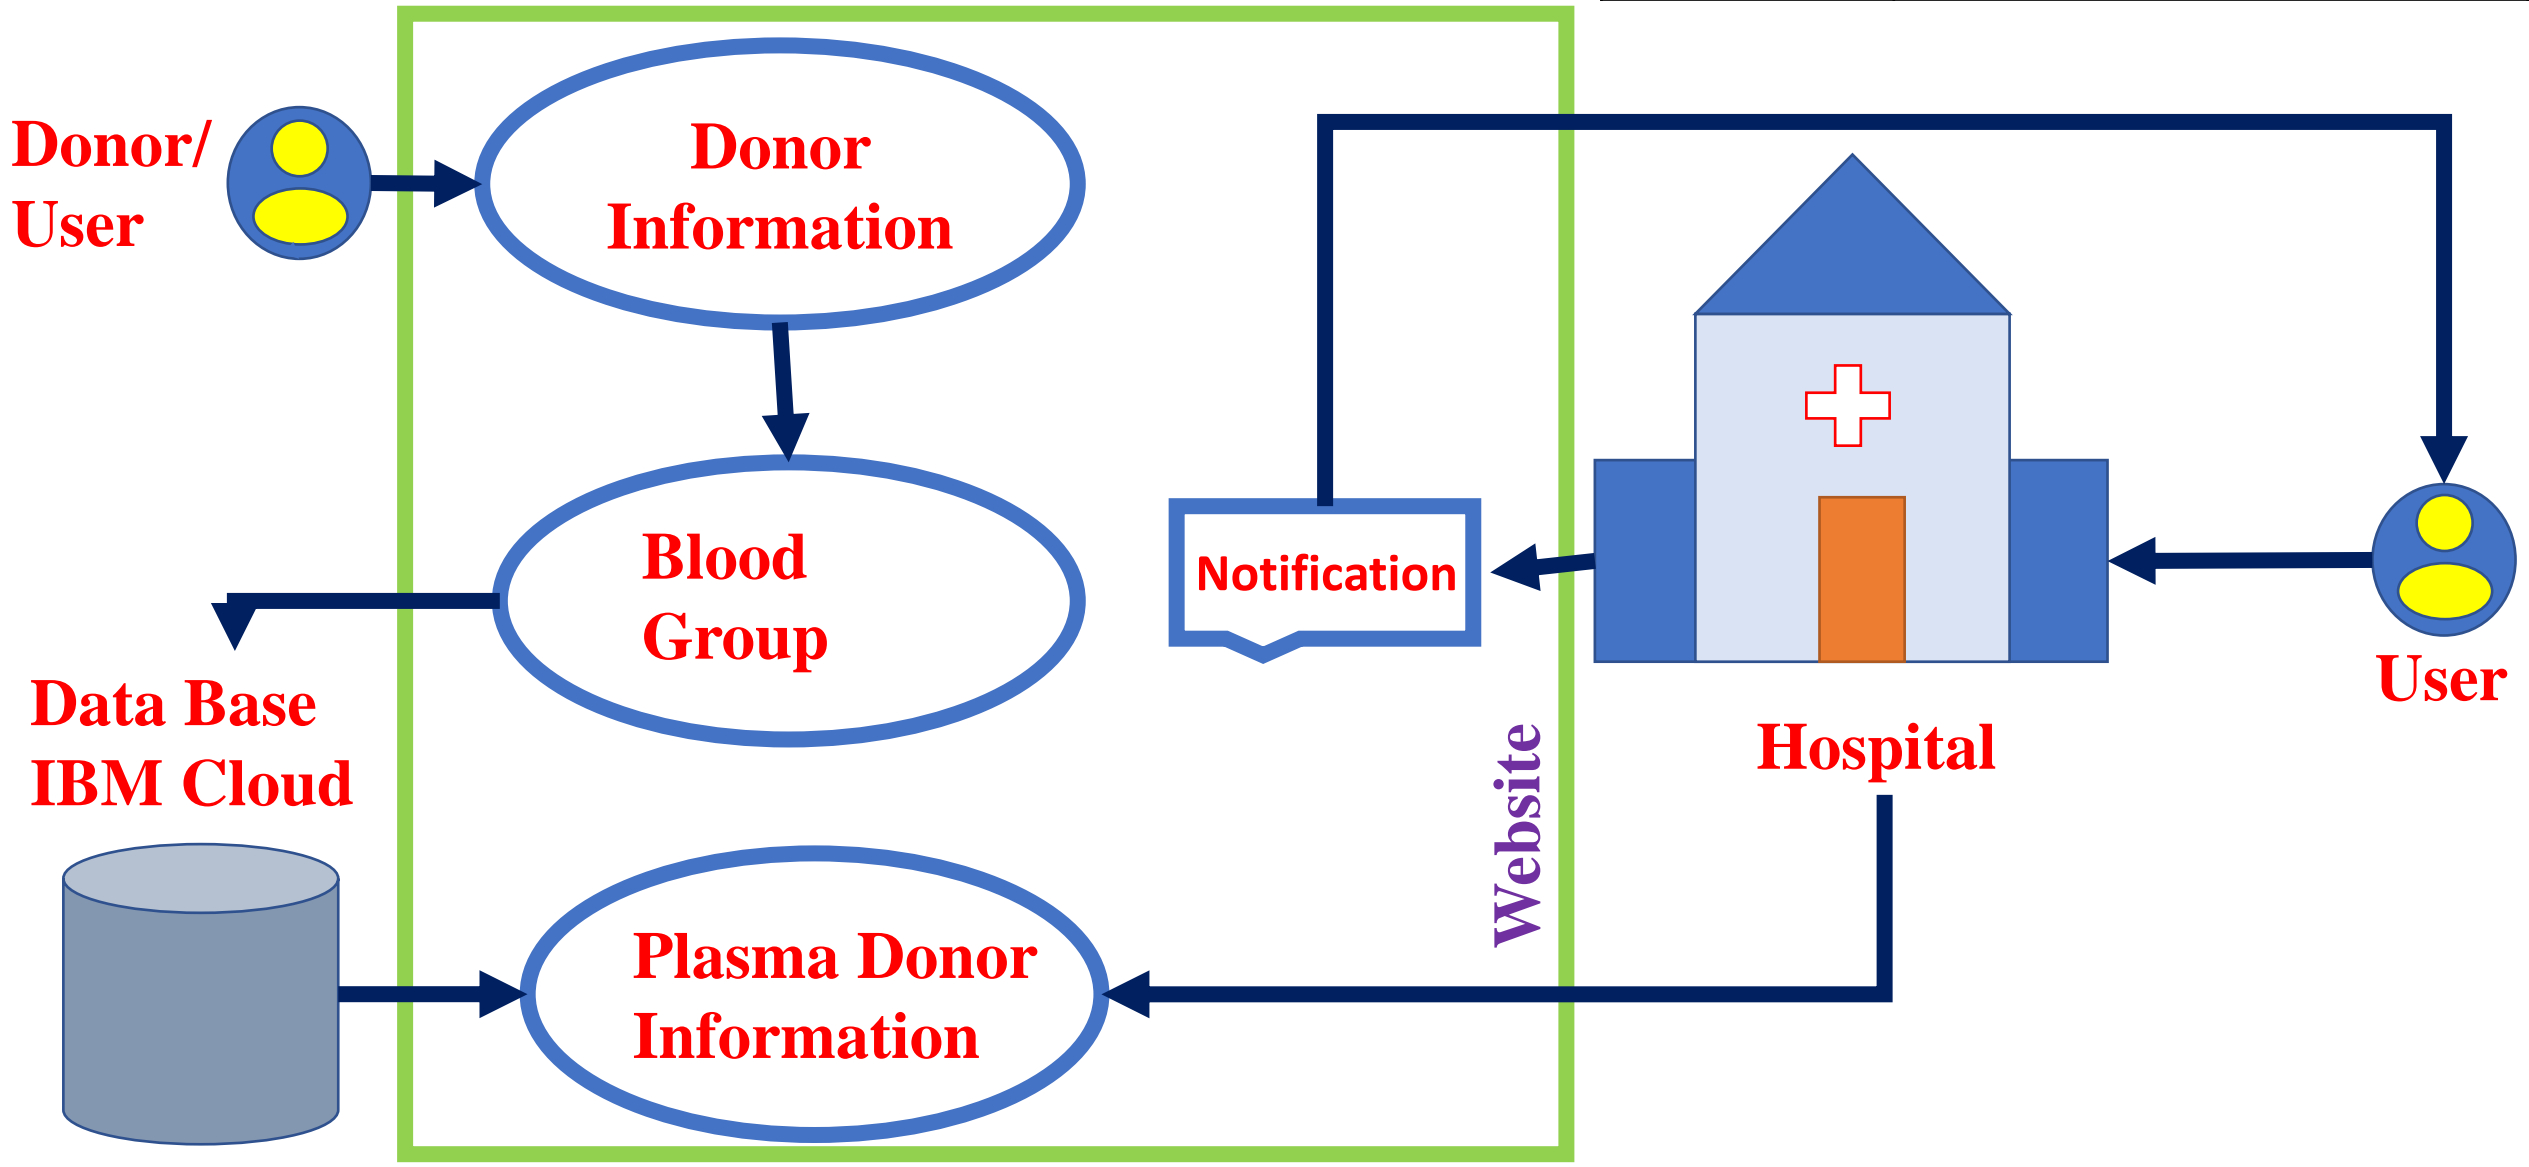 Donor/
User
Donor
Information
Blood
Group
Notification
Data Base
IBM Cloud
Plasma Donor
Information
Website
Hospital
User